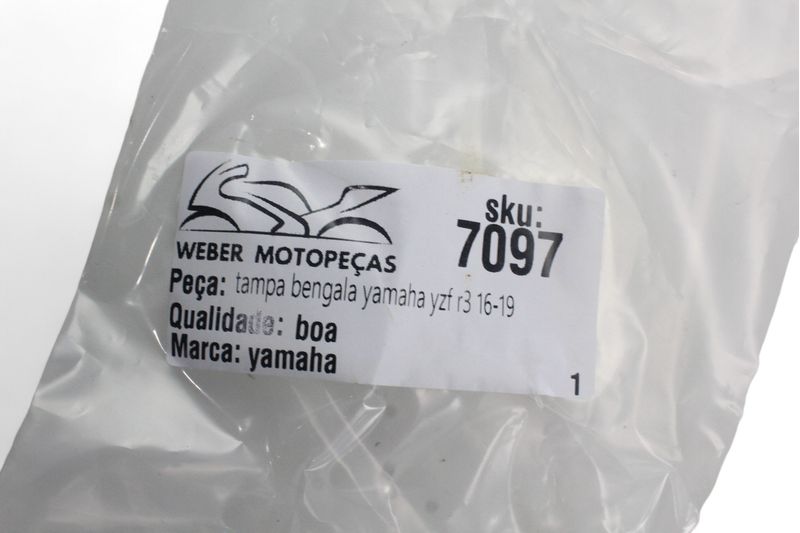 WEBER MOTOPEÇAS
sku:
7097
Peça: tampa bengala yamaha yzf r3 16-19
Qualidade: boa
Marca: yamaha
1